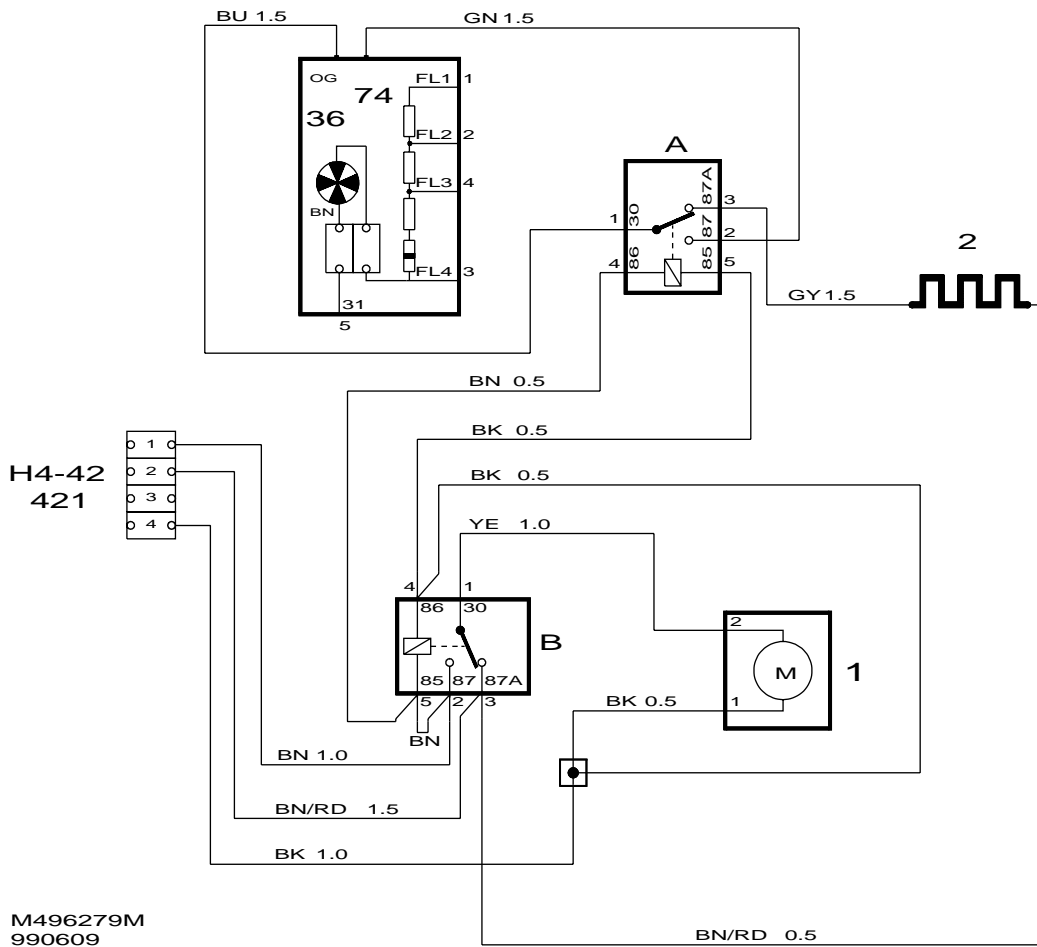 BU 1.5
GN 1.5
OG
74
FL1 1
36
FL2 2
FL3 4
BN
FL4 3
31
5
A
87A
3
1
30
87
2
4
86
85
5
2
GY 1.5
BN 0.5
BK 0.5
H4-42
421
1
2
3
4
BK 0.5
YE 1.0
4
1
86
30
B
85
87
87A
5
2
3
BN
2
M
1
1
BK 0.5
BN 1.0
BN/RD 1.5
BK 1.0
M496279M
990609
BN/RD 0.5